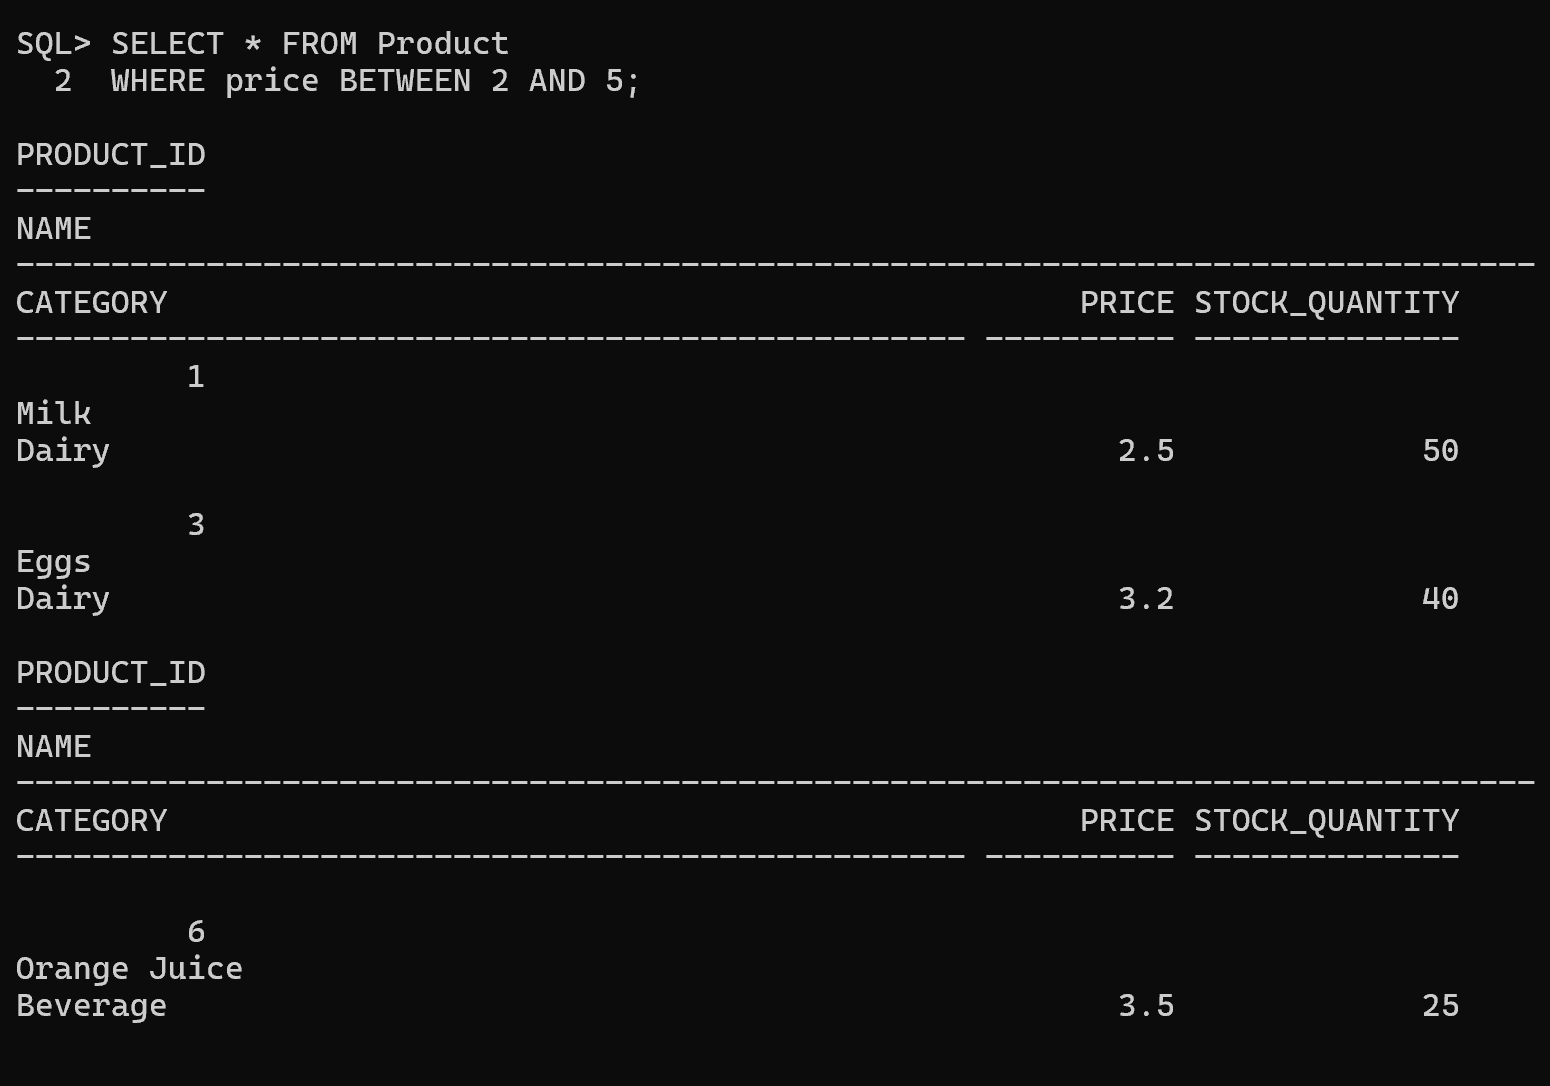 SQL> SELECT * FROM Product
  2  WHERE price BETWEEN 2 AND 5;

PRODUCT_ID
----------
NAME
--------------------------------------------------------------------------------
CATEGORY                                                PRICE STOCK_QUANTITY
-------------------------------------------------- ---------- --------------
         1
Milk
Dairy                                                     2.5             50

         3
Eggs
Dairy                                                     3.2             40

PRODUCT_ID
----------
NAME
--------------------------------------------------------------------------------
CATEGORY                                                PRICE STOCK_QUANTITY
-------------------------------------------------- ---------- --------------

         6
Orange Juice
Beverage                                                  3.5             25